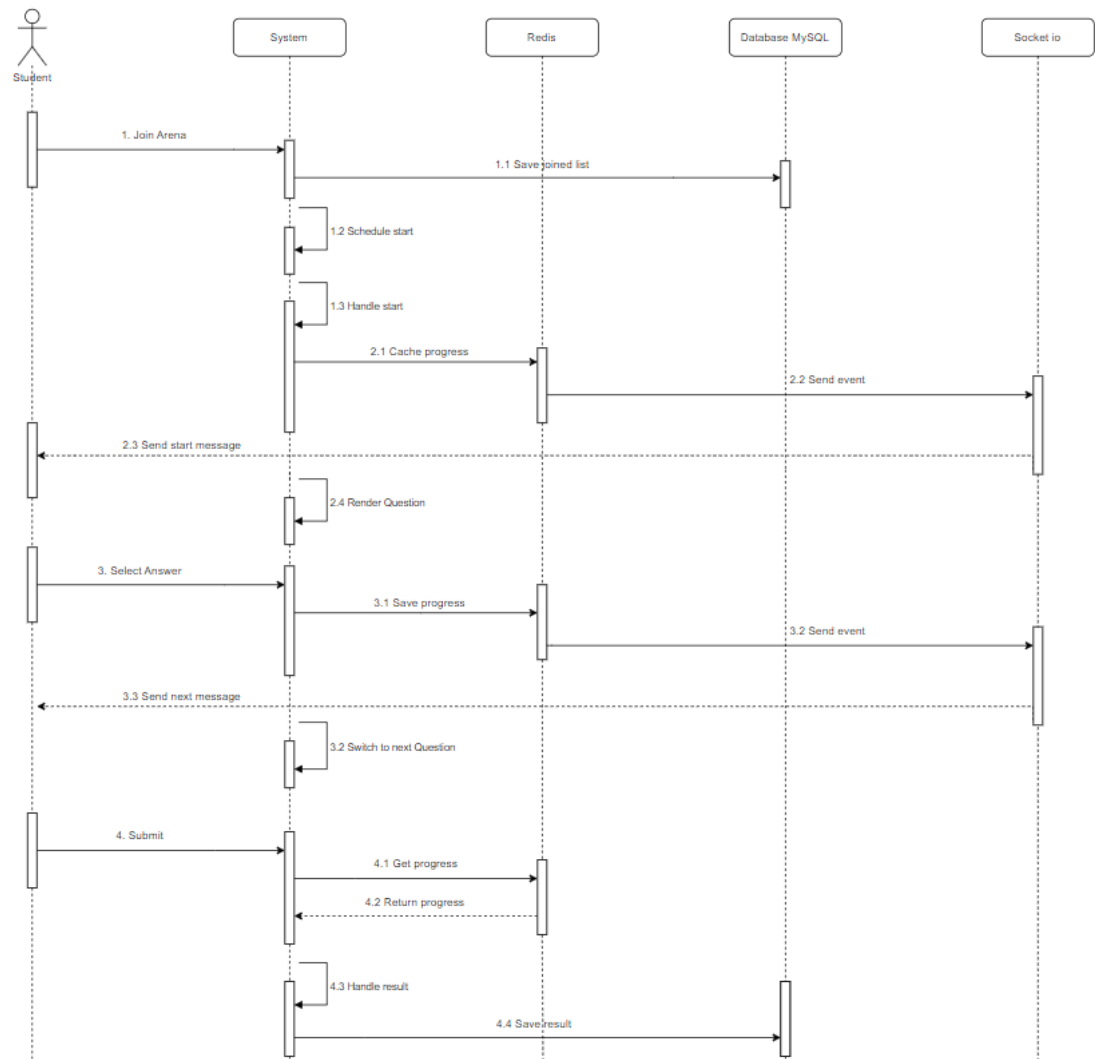 System
Redis
Database MySQL
Socket io
Student
1. Join Arena
1.1 Save joined list
1.2 Schedule start
1.3 Handle start
2.1 Cache progress
2.2 Send event
2.3 Send start message
2.4 Render Question
3. Select Answer
3.1 Save progress
3.2 Send event
3.3 Send next message
3.2 Switch to next Question
4. Submit
4.1 Get progress
4.2 Return progress
4.3 Handle result
4.4 Save result